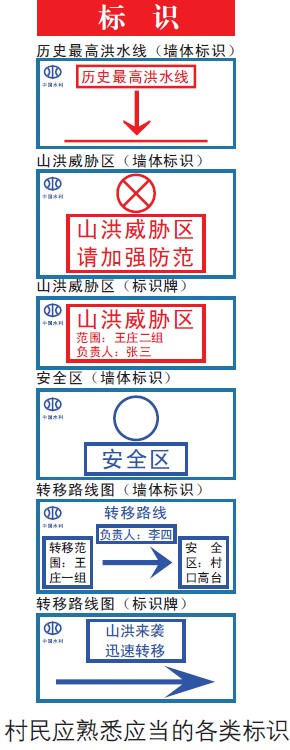 标 识
历史最高洪水线（墙体标识）
中国水利
历史最高洪水线
山洪威胁区（墙体标识）
中国水利
山洪威胁区
请加强防范
山洪威胁区（标识牌）
中国水利
山洪威胁区
范围：王庄二组
负责人：张三
安全区（墙体标识）
中国水利
安全区
转移路线图（墙体标识）
中国水利
转移路线
负责人：李四
转移范
围：王
庄一组
安 全
区：村
口高台
转移路线图（标识牌）
中国水利
山洪来袭
迅速转移
村民应熟悉应当的各类标识